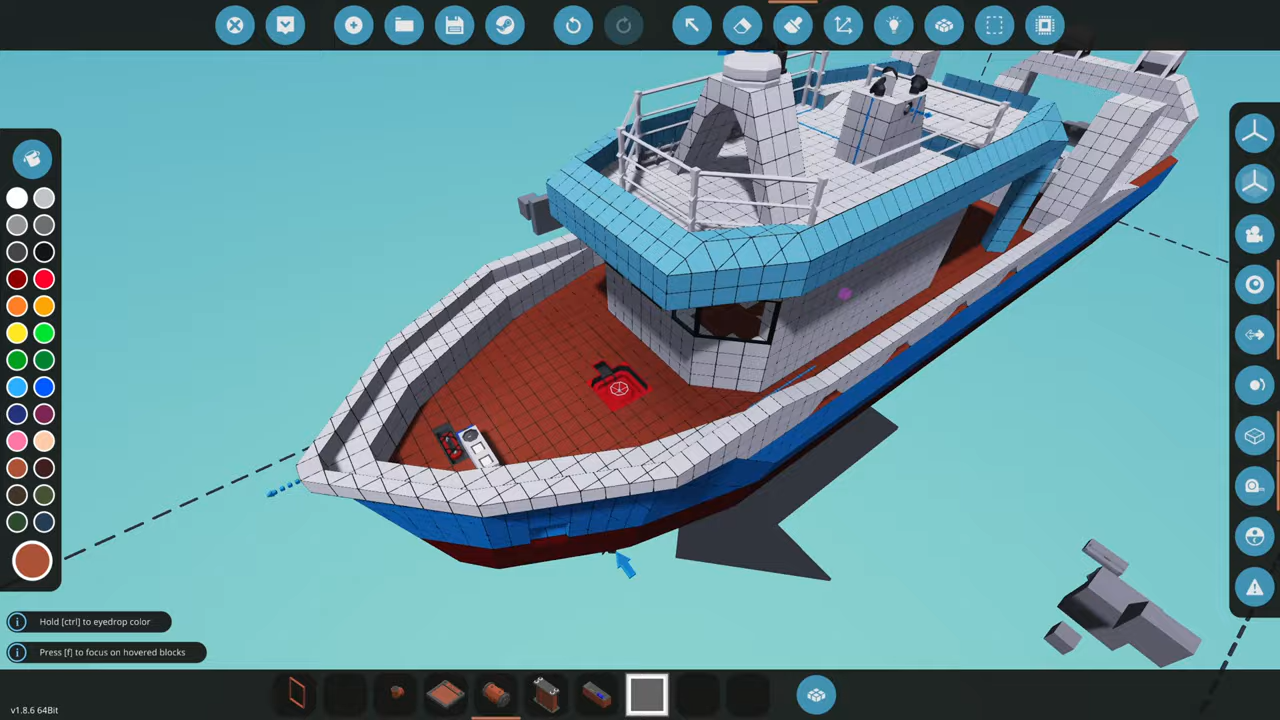 Hold [ctrl] to eyedrop color
Press [f] to focus on hovered blocks
v1.8.6 64Bit